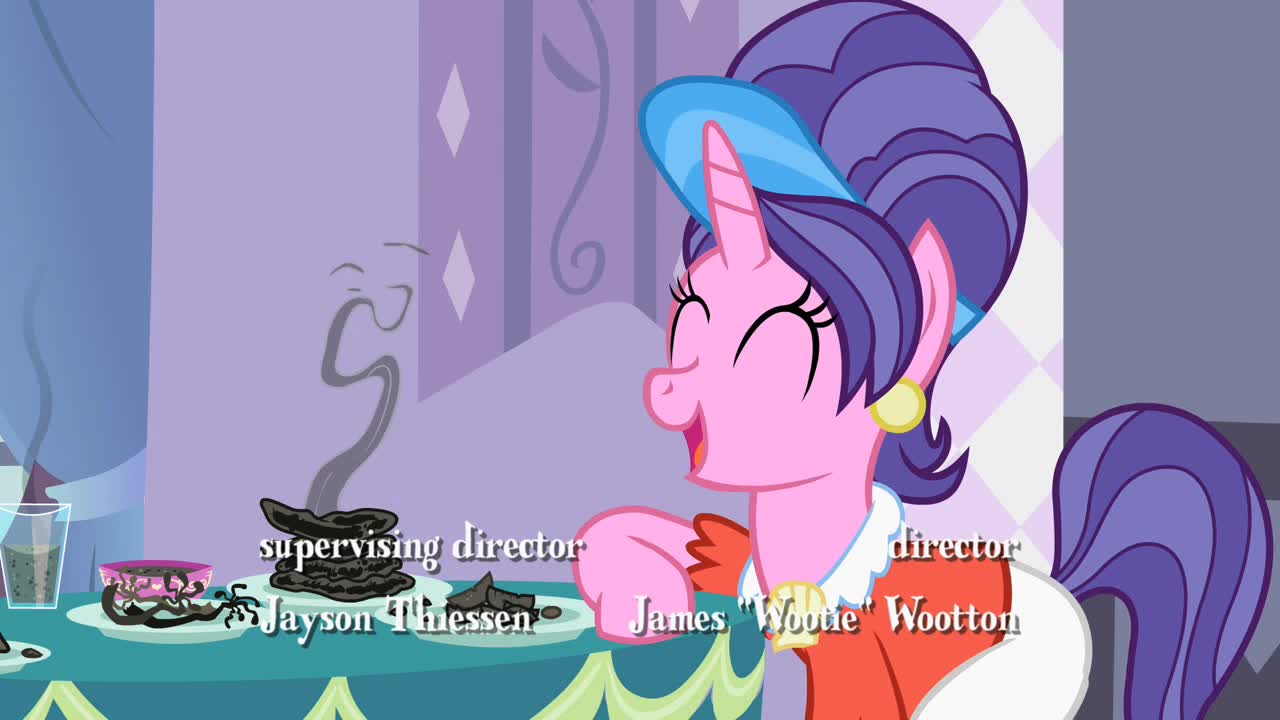 supervising director
Jayson Thiessen
director
James "Wootie" Wootton